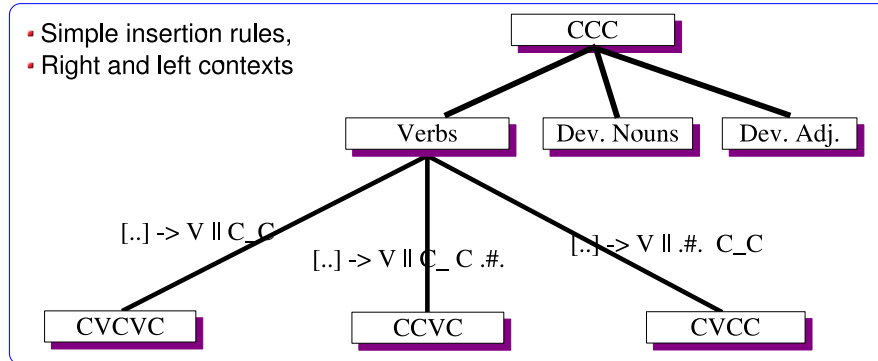 Simple insertion rules,
Right and left contexts
CCC
Verbs
Dev. Nouns
Dev. Adj.
[..] -> V || C_C
[..] -> V || C_ C .#.
[..] -> V || .#. C_C
CVCVC
CCVC
CVCC